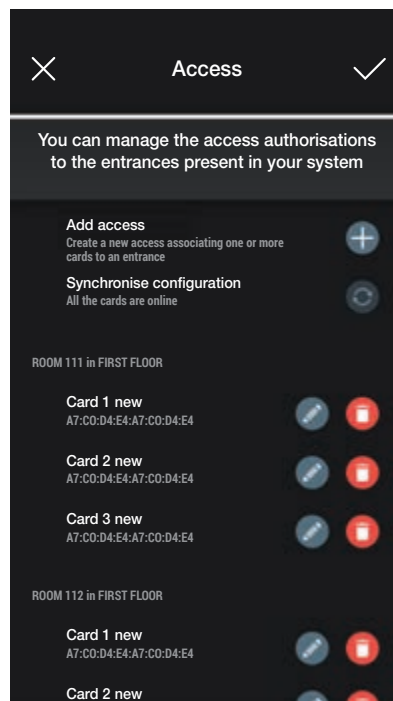 Access
You can manage the access authorisations
to the entrances present in your system
Add access
Create a new access associating one or more
cards to an entrance
Synchronise configuration
All the cards are online
ROOM 111 in FIRST FLOOR
Card 1 new
A7:C0:D4:E4:A7:C0:D4:E4
Card 2 new
A7:C0:D4:E4:A7:C0:D4:E4
Card 3 new
A7:C0:D4:E4:A7:C0:D4:E4
ROOM 112 in FIRST FLOOR
Card 1 new
A7:C0:D4:E4:A7:C0:D4:E4
Card 2 new